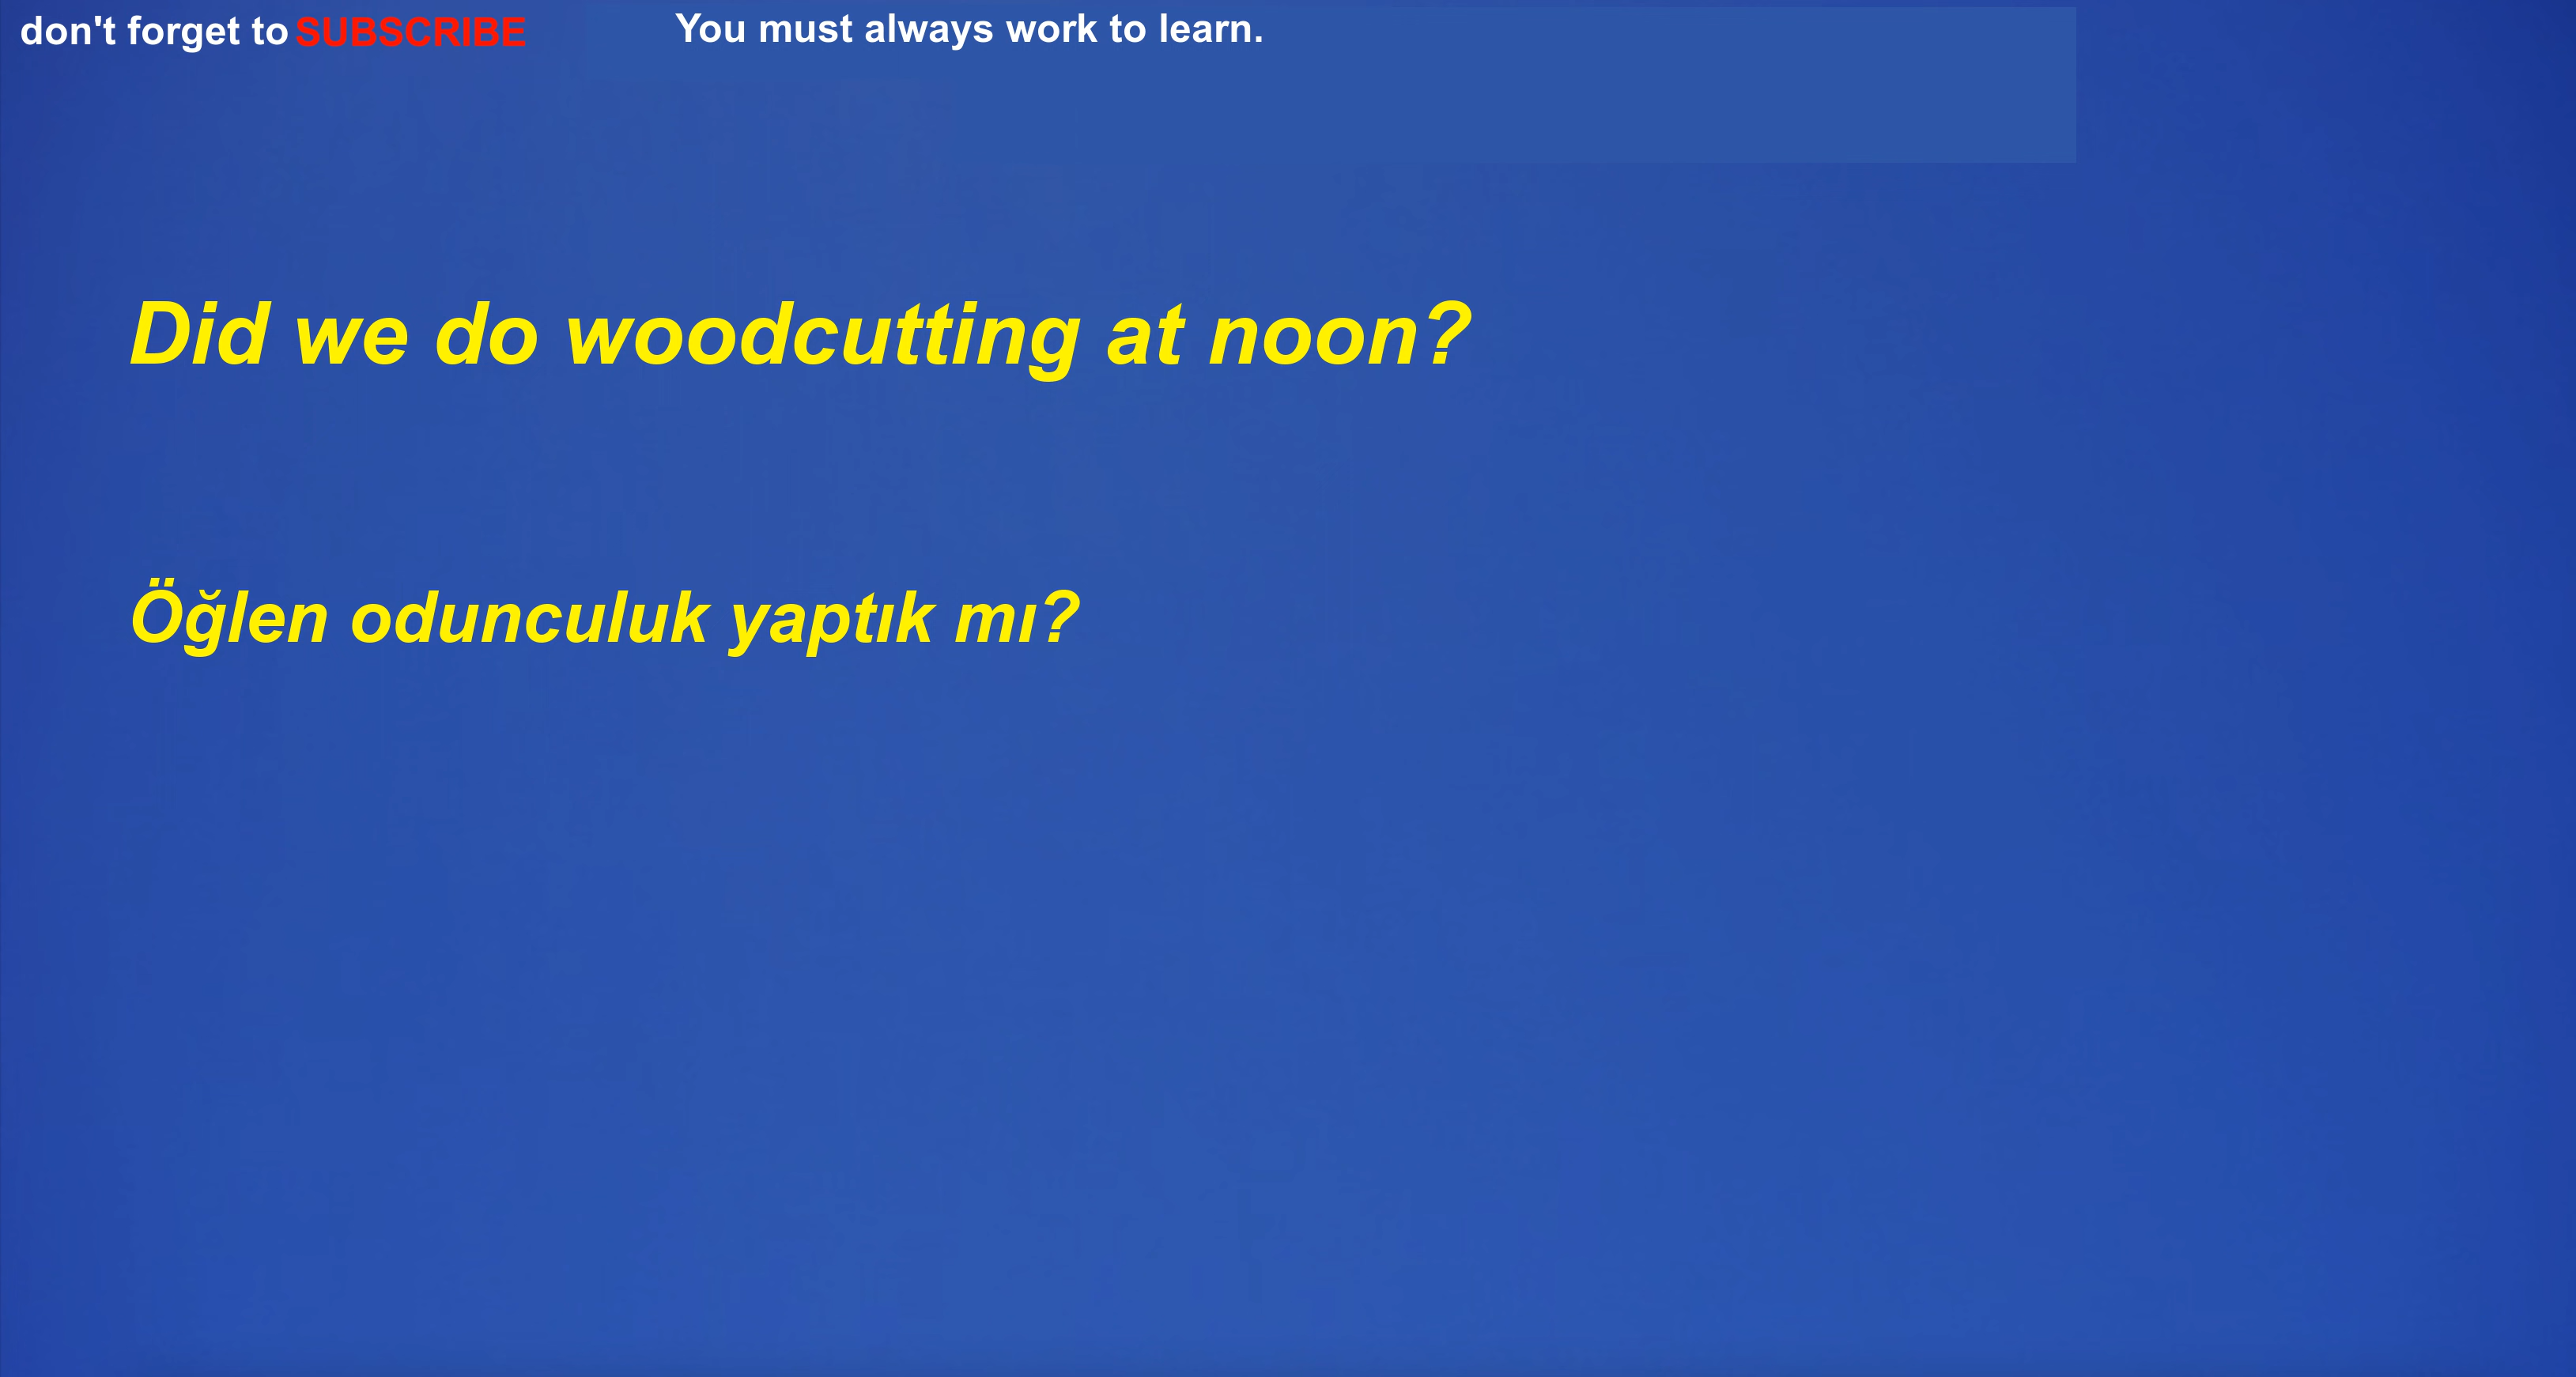 don't forget to SUBSCRIBE You must always work to learn.
Did we do woodcutting at noon?
Öğlen odunculuk yaptık mı?